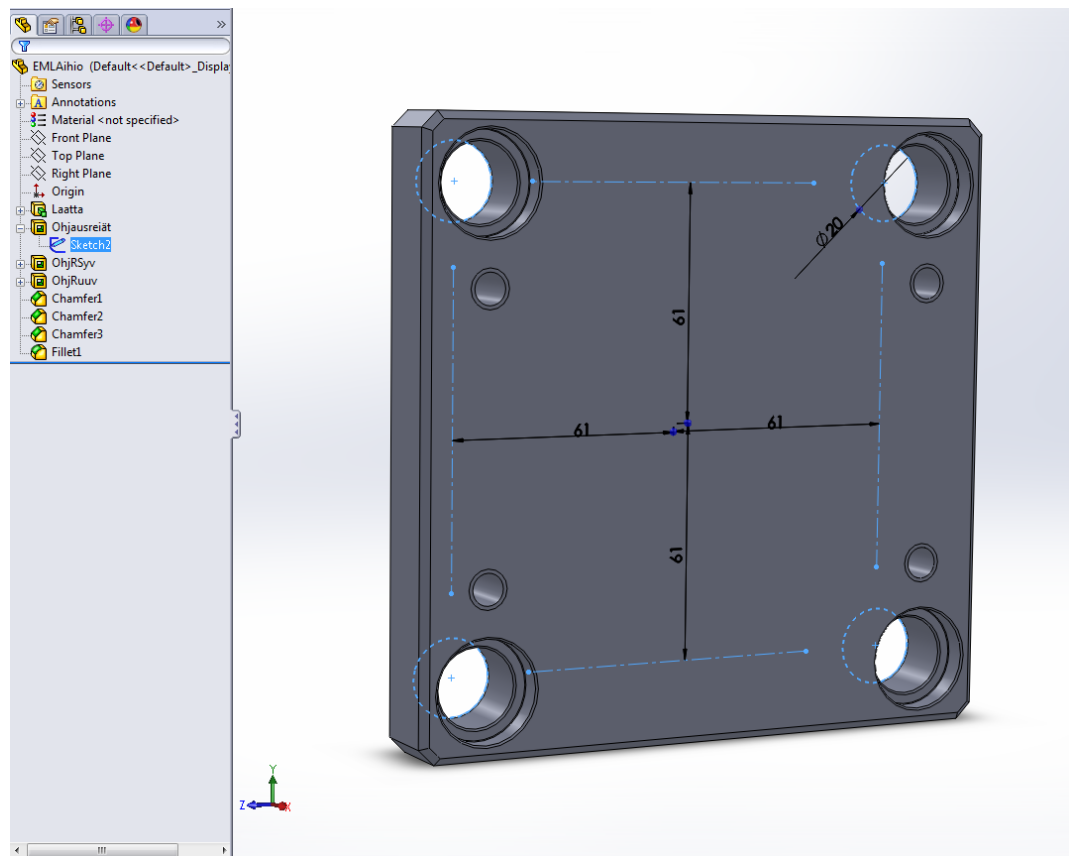 »
EMLAihio (Default<<Default>_Displa
Sensors
A Annotations
Material <not specified>
Front Plane
Top Plane
Right Plane
Origin
Laatta
Ohjausreiät
Sketch2
OhjRSyv
OhjRuuv
Chamfer1
Chamfer2
Chamfer3
Fillet1
Ø20
61
61
61
61
Y
Z
X